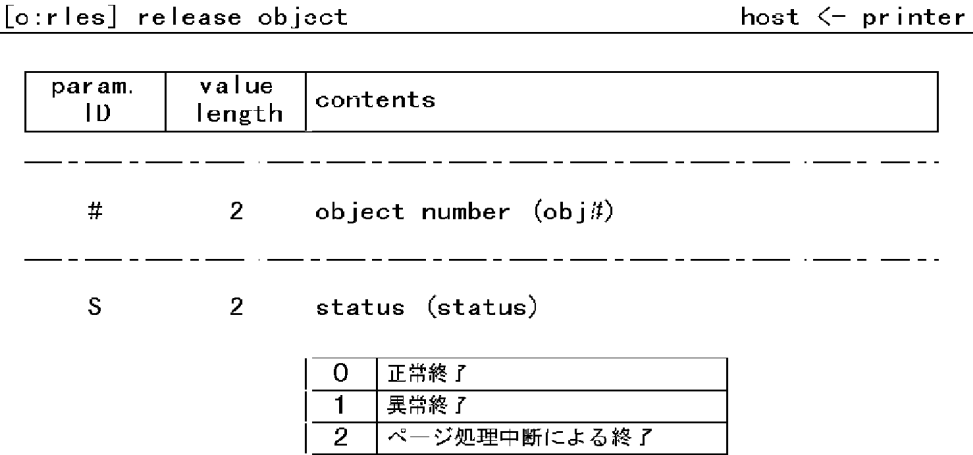 [o:rles] release object host <- printer
param. ID value length contents
# 2 object number (obj#)
S 2 status (status)
0 正常終了
1 異常終了
2 ページ処理中断による終了